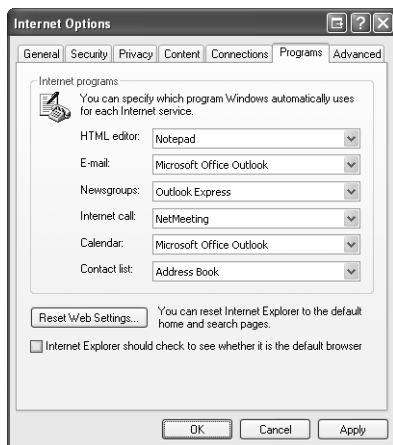 Internet Options
General Security Privacy Content Connections Programs Advanced
Internet programs
You can specify which program Windows automatically uses
for each Internet service.
HTML editor: Notepad
E-mail: Microsoft Office Outlook
Newsgroups: Outlook Express
Internet call: NetMeeting
Calendar: Microsoft Office Outlook
Contact list: Address Book
Reset Web Settings... You can reset Internet Explorer to the default
home and search pages.
Internet Explorer should check to see whether it is the default browser
OK Cancel Apply